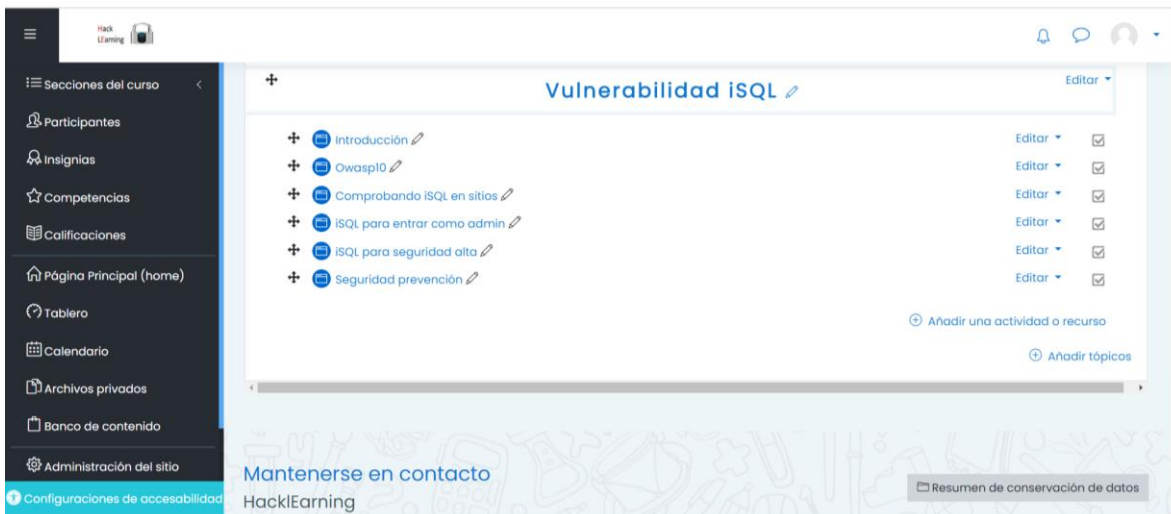 Hack
LEarning
Secciones del curso
Participantes
Insignias
Competencias
Calificaciones
Página Principal (home)
Tablero
Calendario
Archivos privados
Banco de contenido
Administración del sitio
Configuraciones de accesabilidad
Vulnerabilidad iSQL
Editar
Introducción
Editar
Owasp10
Editar
Comprobando iSQL en sitios
Editar
iSQL para entrar como admin
Editar
iSQL para seguridad alta
Editar
Seguridad prevención
Editar
Añadir una actividad o recurso
Añadir tópicos
Mantenerse en contacto
HacklEarning
Resumen de conservación de datos